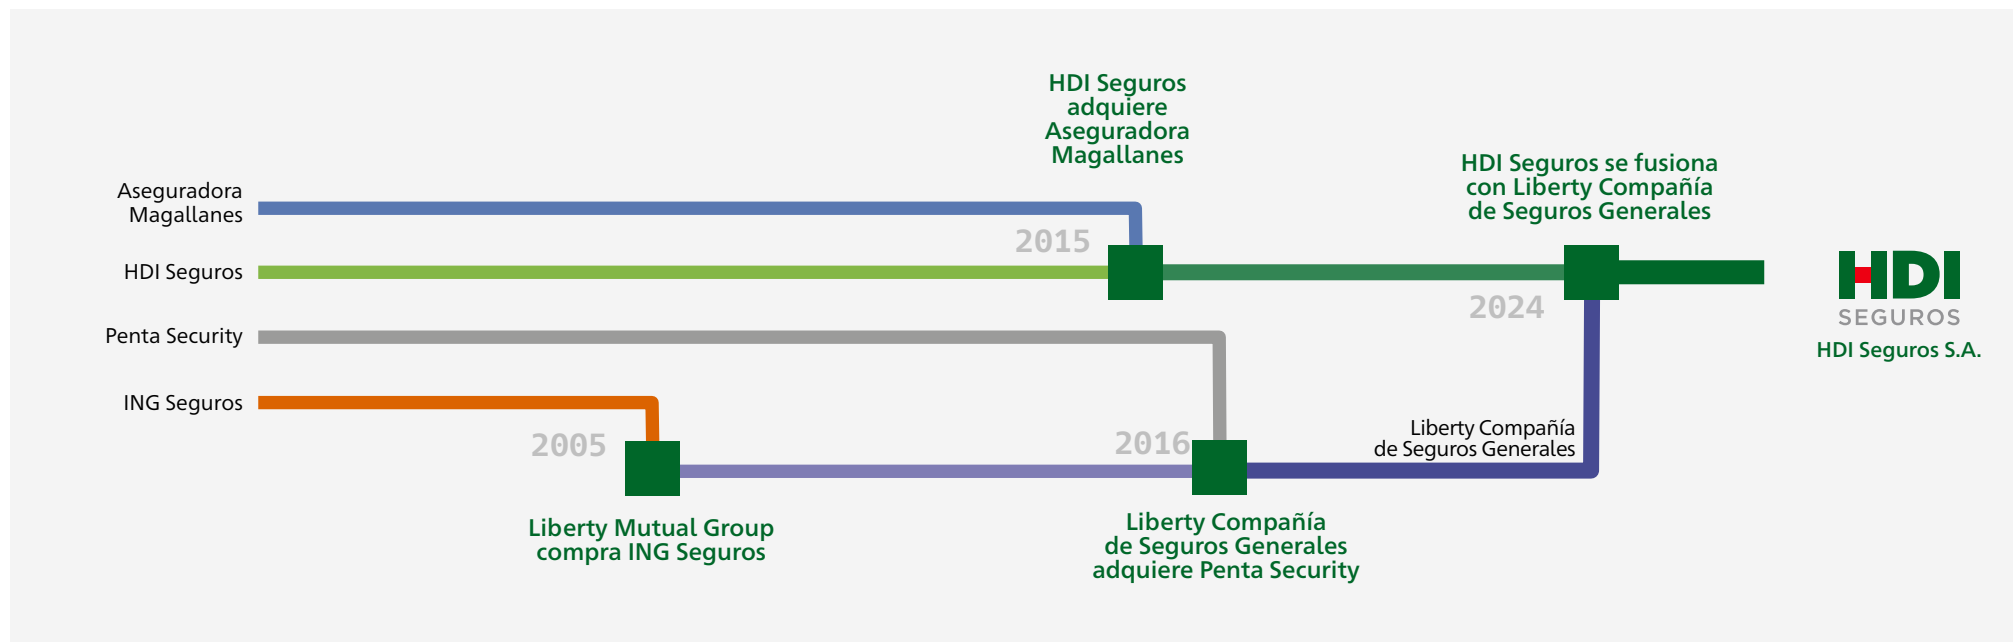 HDI Seguros
adquiere
Aseguradora
Magallanes
HDI Seguros se fusiona
con Liberty Compañía
de Seguros Generales
Aseguradora
Magallanes
2015
HDI Seguros
2024
HDI
SEGUROS
HDI Seguros S.A.
Penta Security
ING Seguros
2005
2016
Liberty Compañía
de Seguros Generales
Liberty Mutual Group
compra ING Seguros
Liberty Compañía
de Seguros Generales
adquiere Penta Security